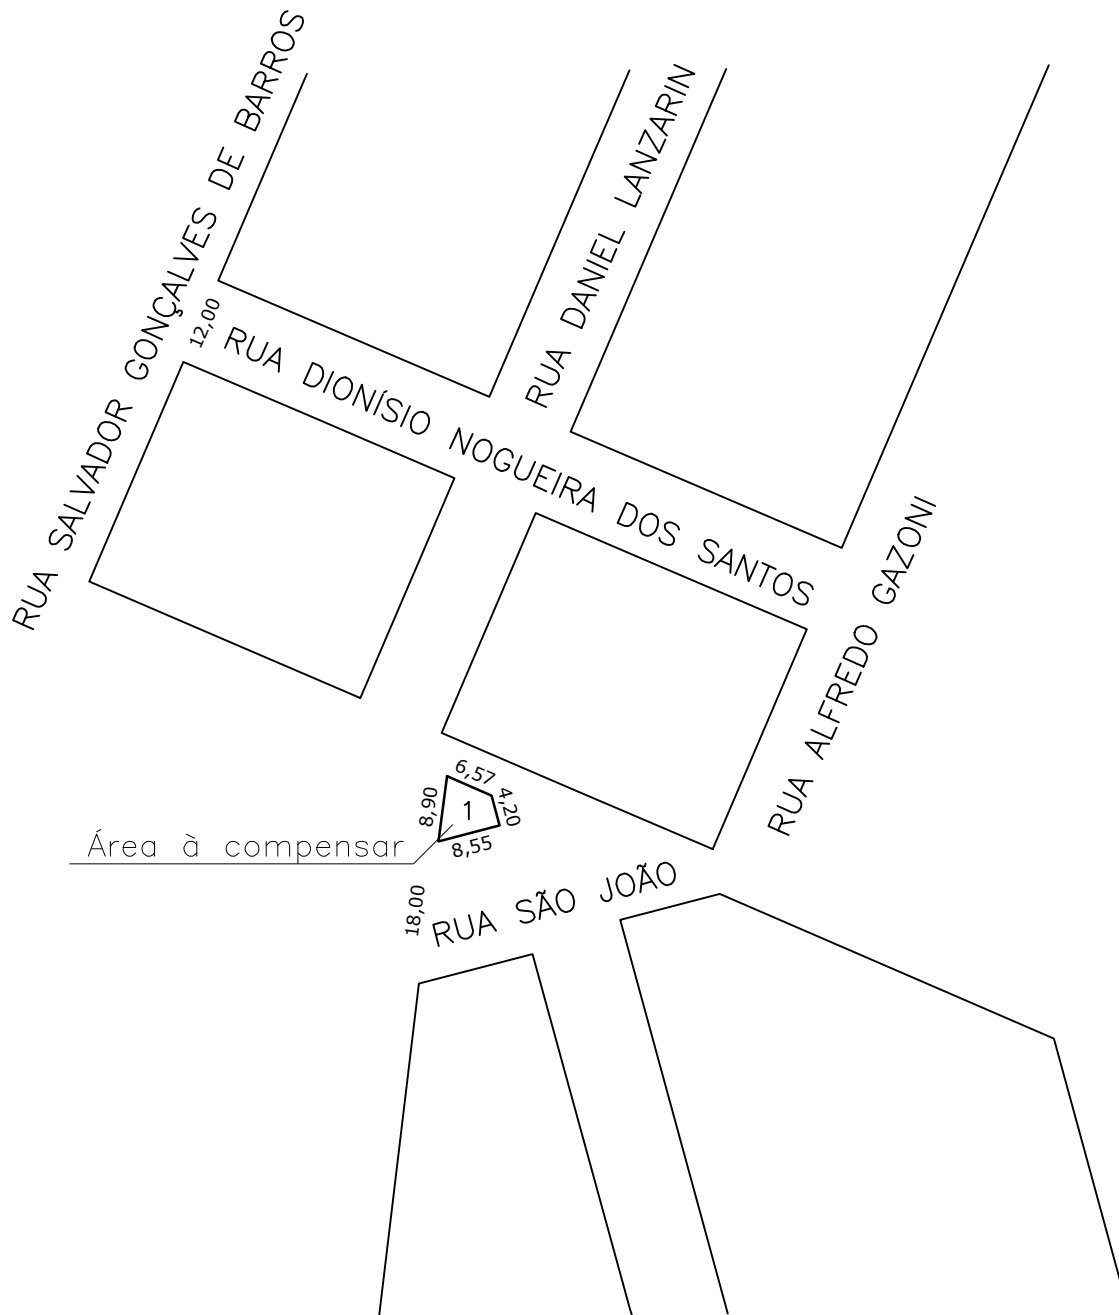 RUA SALVADOR GONÇALVES DE BARROS
RUA DANIEL LANZARIN
12,00
RUA DIONÍSIO NOGUEIRA DOS SANTOS
RUA ALFREDO GAZONI
6,57
4,20
8,90
1
8,55
Área à compensar
18,00
RUA SÃO JOÃO